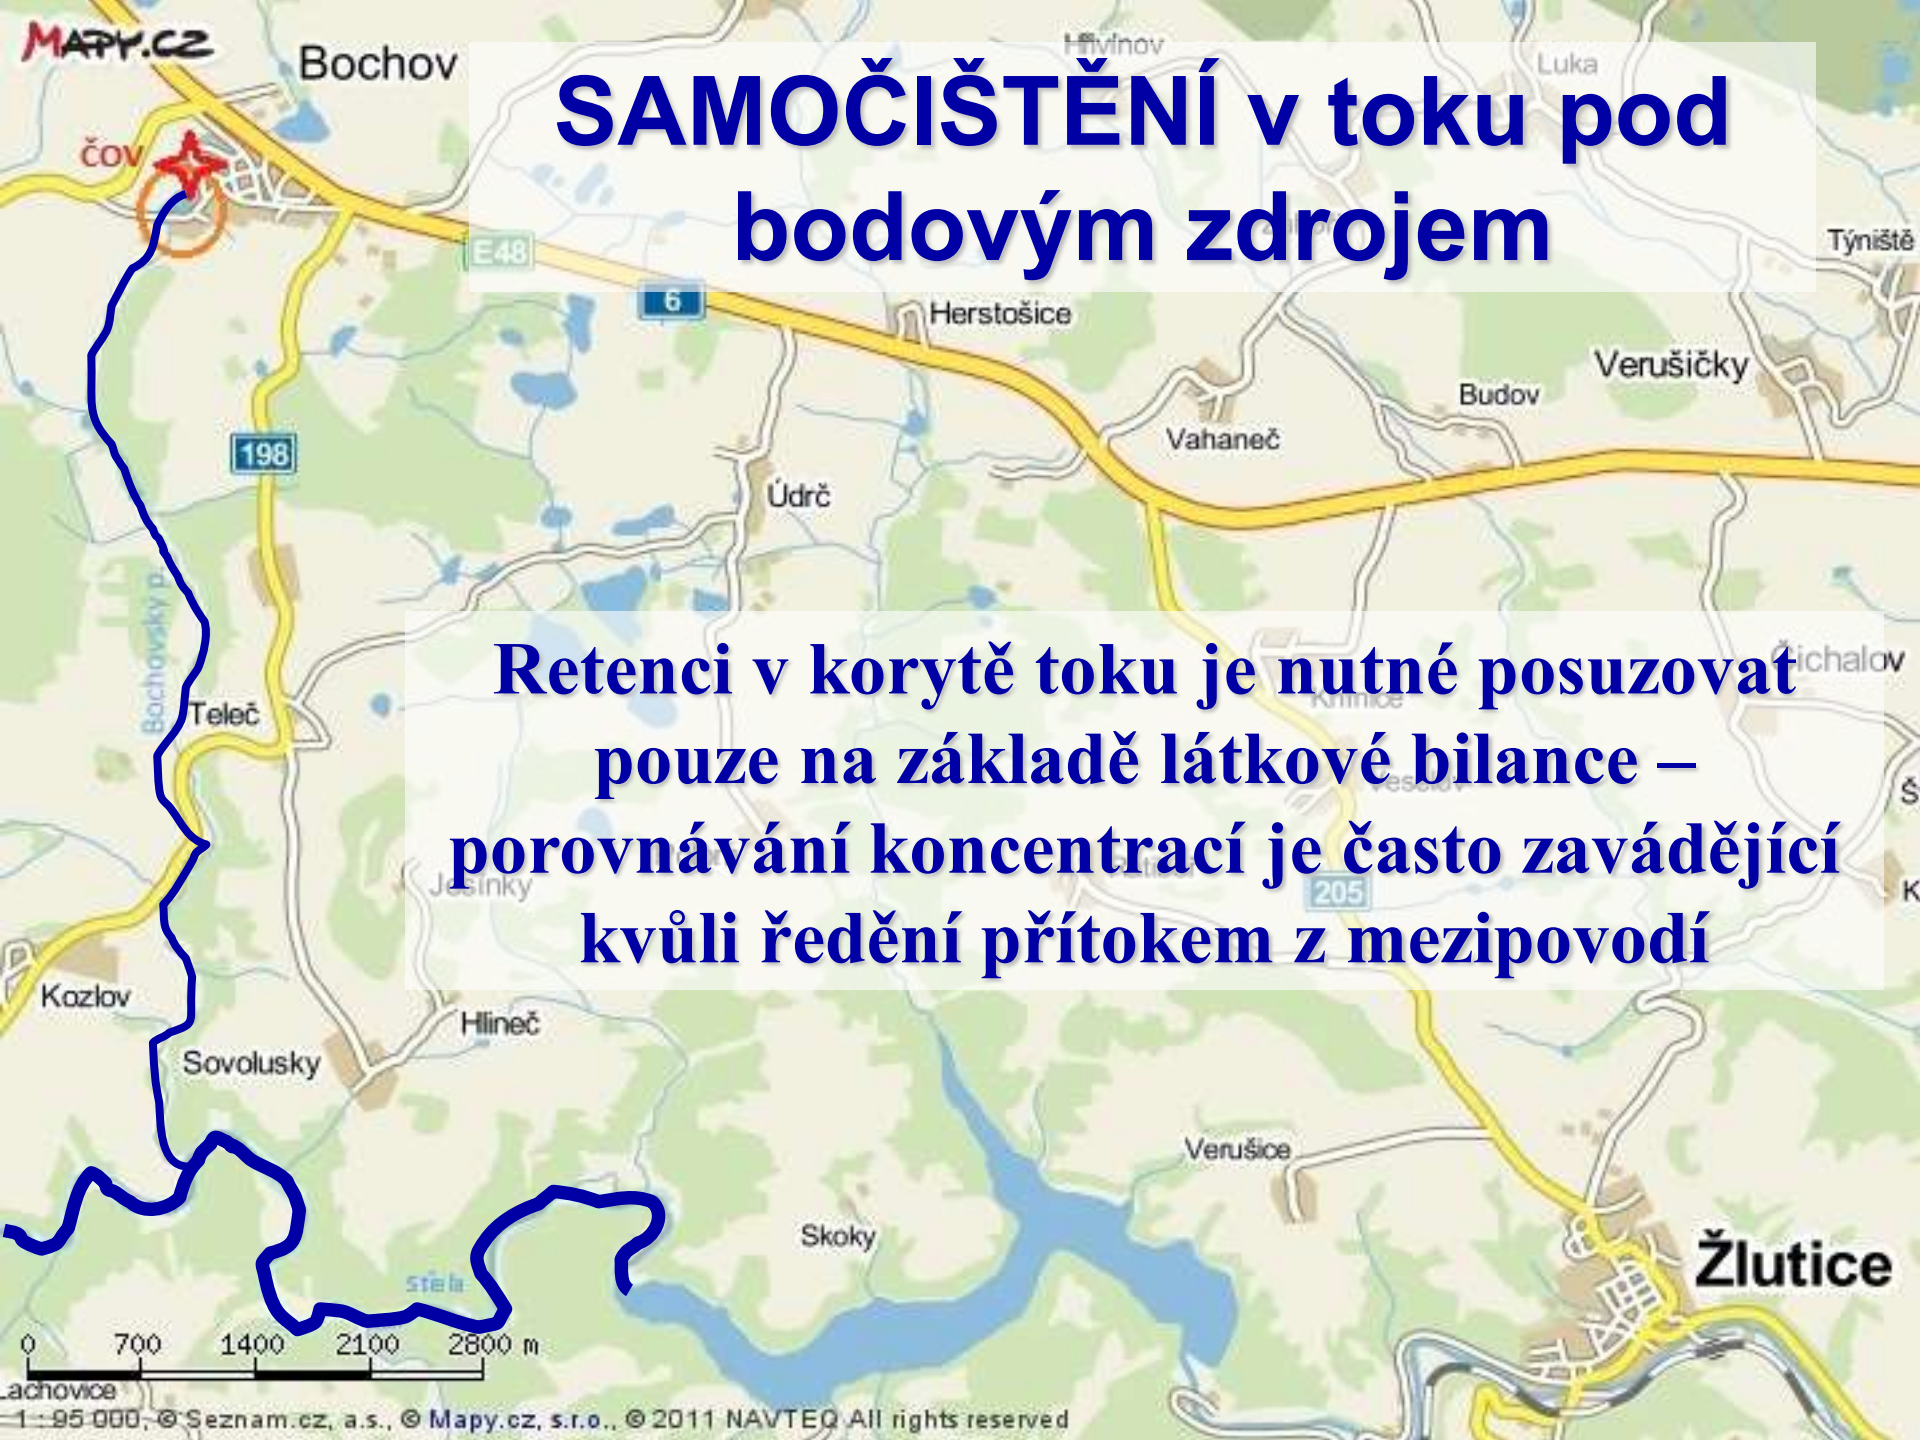 MAPY.CZ
Bochov
Hřivínov
Luka
SAMOČIŠTĚNÍ v toku pod
bodovým zdrojem
ČOV
E48
6
Týniště
Herstošice
Verušičky
Budov
198
Vahaneč
Údrč
Bochovský p.
Teleč
Čichalov
Retenci v korytě toku je nutné posuzovat
pouze na základě látkové bilance –
porovnávání koncentrací je často zavádějící
kvůli ředění přítokem z mezipovodí
Jesínky
205
Kozlov
Hlineč
Sovolusky
Verušice
Skoky
Žlutice
Střela
0 700 1400 2100 2800 m
Lachovice
1 : 95 000, © Seznam.cz, a.s., © Mapy.cz, s.r.o., © 2011 NAVTEQ All rights reserved